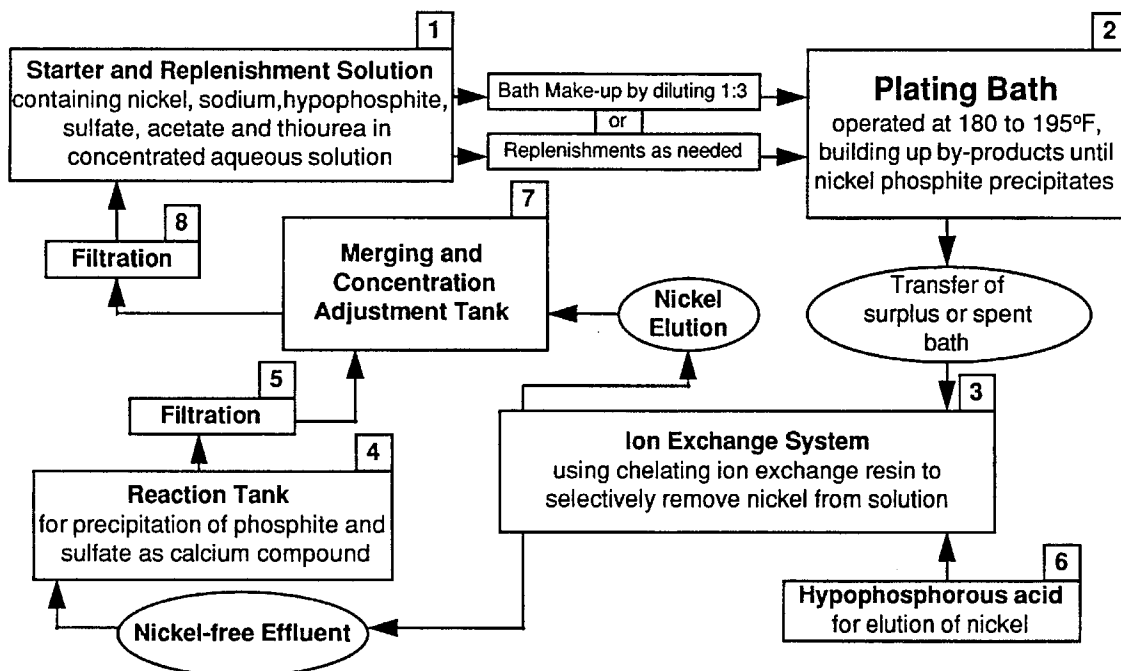 1
Starter and Replenishment Solution
containing nickel, sodium,hypophosphite,
sulfate, acetate and thiourea in
concentrated aqueous solution
Bath Make-up by diluting 1:3
or
Replenishments as needed
2
Plating Bath
operated at 180 to 195ºF,
building up by-products until
nickel phosphite precipitates
8
Filtration
7
Merging and
Concentration
Adjustment Tank
Nickel
Elution
Transfer of
surplus or spent
bath
5
Filtration
3
Ion Exchange System
using chelating ion exchange resin to
selectively remove nickel from solution
4
Reaction Tank
for precipitation of phosphite and
sulfate as calcium compound
6
Hypophosphorous acid
for elution of nickel
Nickel-free Effluent